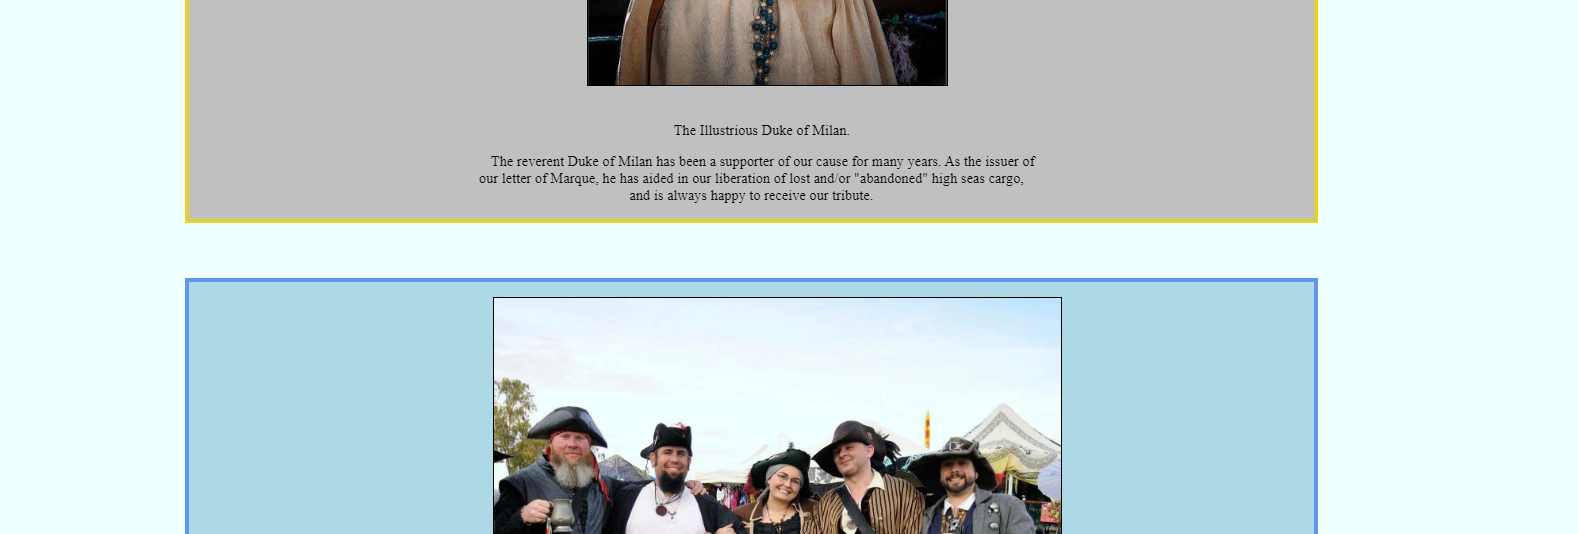 The Illustrious Duke of Milan.
The reverent Duke of Milan has been a supporter of our cause for many years. As the issuer of
our letter of Marque, he has aided in our liberation of lost and/or "abandoned" high seas cargo,
and is always happy to receive our tribute.